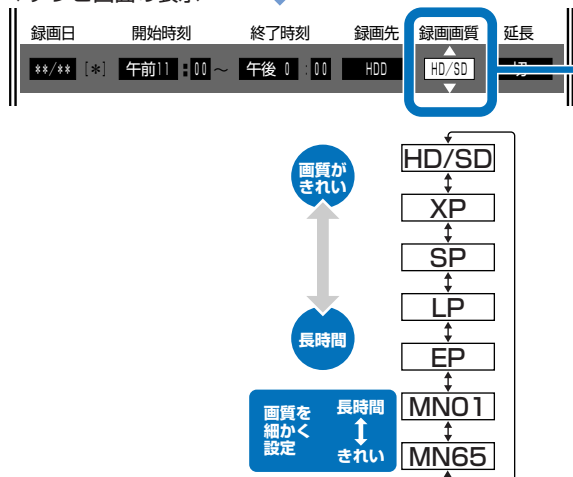 録画日 開始時刻 終了時刻 録画先 録画画質 延長
**/** [*] 午前11:00～ 午後 0:00 HDD HD/SD
画質が
きれい
長時間
HD/SD
XP
SP
LP
EP
MN01
MN65
画質を
細かく
設定
長時間
きれい